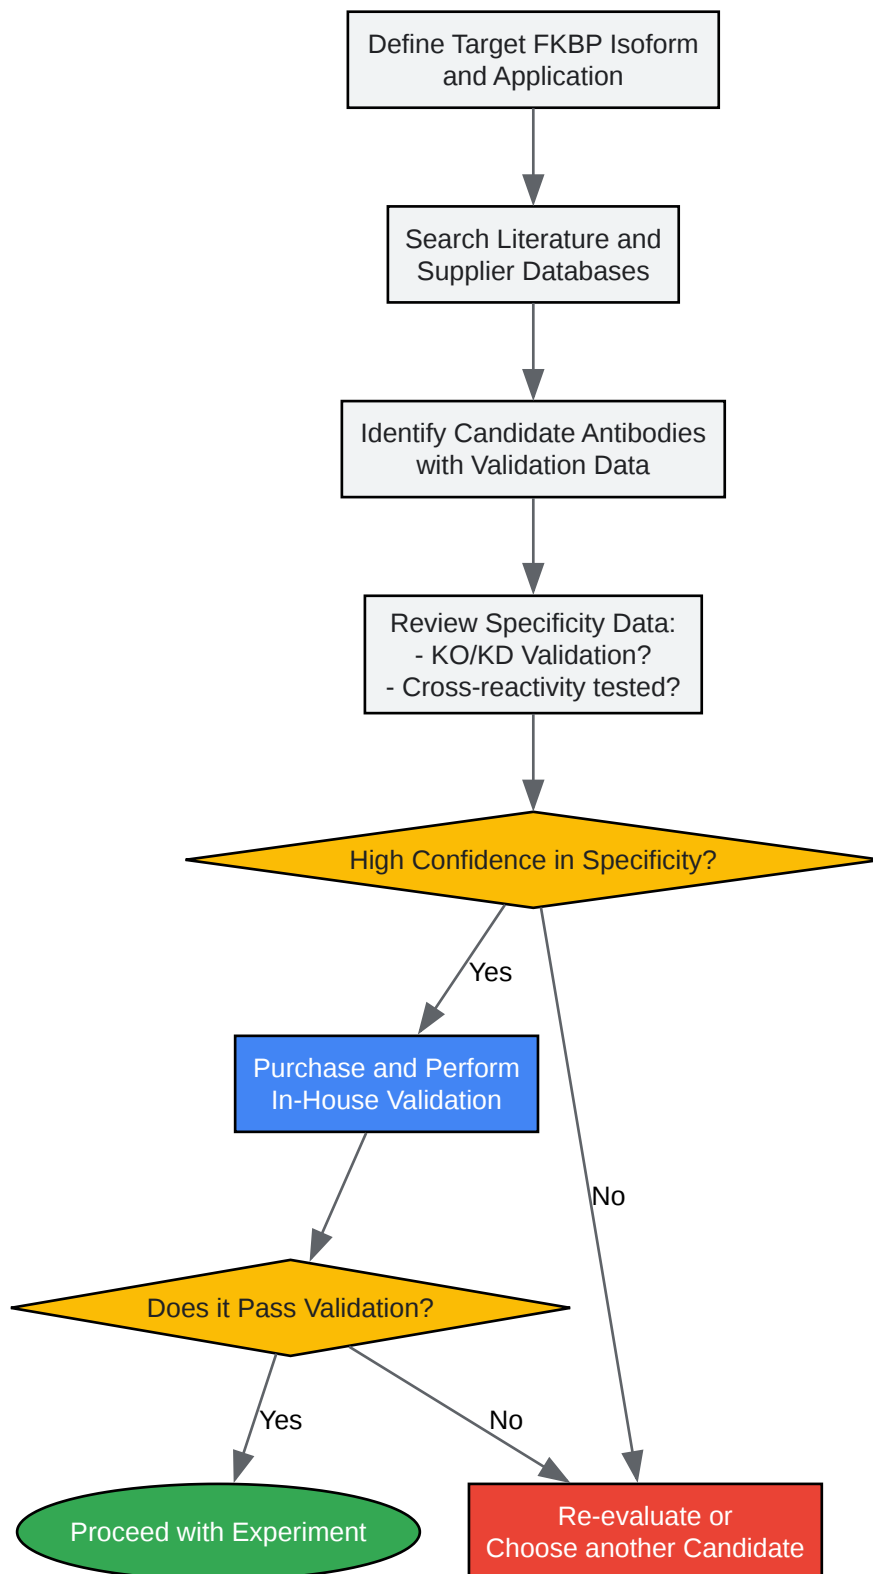 Define Target FKBP Isoform
and Application
Search Literature and
Supplier Databases
Identify Candidate Antibodies
with Validation Data
Review Specificity Data:
- KO/KD Validation?
- Cross-reactivity tested?
High Confidence in Specificity?
Yes
Purchase and Perform
In-House Validation
No
Does it Pass Validation?
Yes
No
Proceed with Experiment
Re-evaluate or
Choose another Candidate